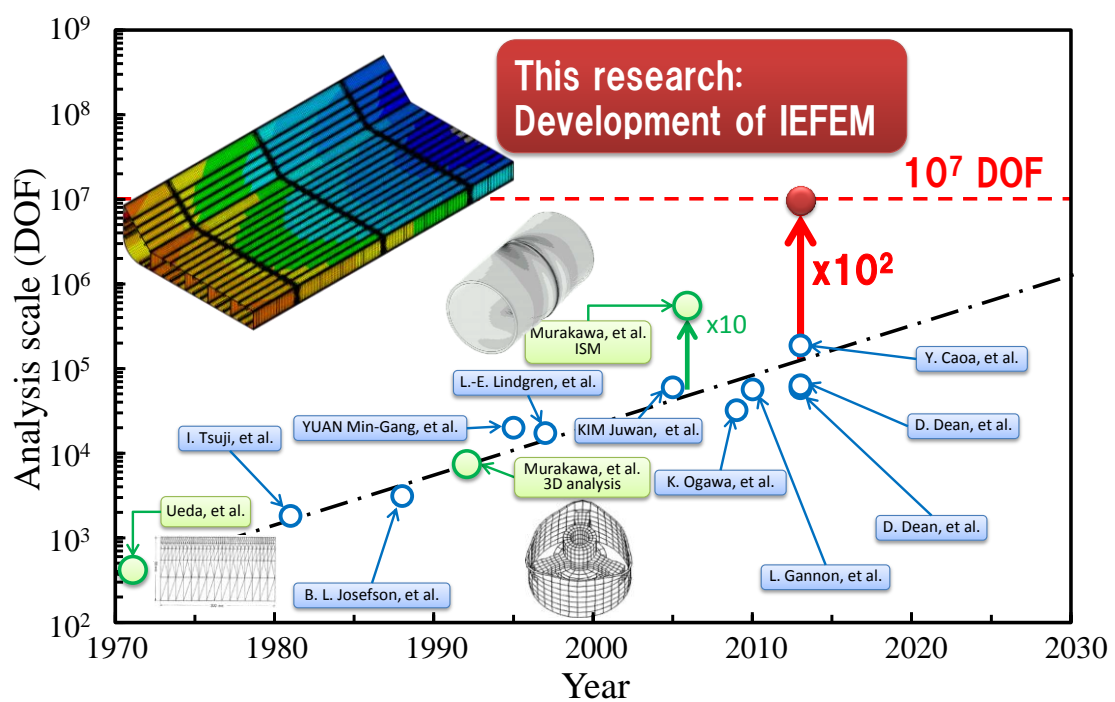 10⁹
10⁸
10⁷
10⁶
10⁵
10⁴
10³
10²
Analysis scale (DOF)
This research:
Development of IEFEM
10⁷ DOF
x10²
Murakawa, et al.
ISM
x10
Y. Caoa, et al.
L.-E. Lindgren, et al.
I. Tsuji, et al.
YUAN Min-Gang, et al.
KIM Juwan, et al.
D. Dean, et al.
Murakawa, et al.
3D analysis
K. Ogawa, et al.
Ueda, et al.
D. Dean, et al.
L. Gannon, et al.
B. L. Josefson, et al.
1970 1980 1990 2000 2010 2020 2030
Year